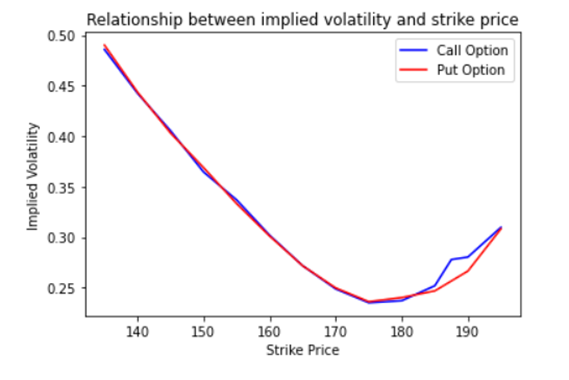 Relationship between implied volatility and strike price
Call Option
Put Option
Implied Volatility
0.50
0.45
0.40
0.35
0.30
0.25
140 150 160 170 180 190
Strike Price